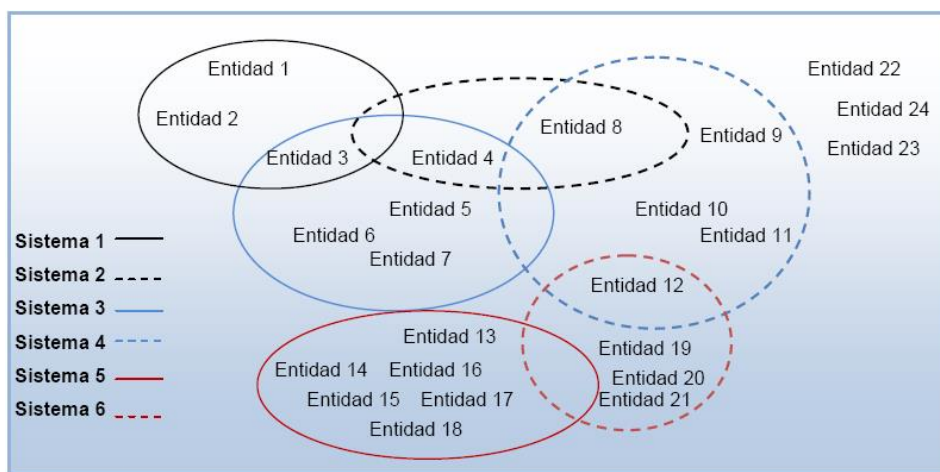 Entidad 1
Entidad 22
Entidad 2
Entidad 8
Entidad 9
Entidad 24
Entidad 3
Entidad 4
Entidad 23
Entidad 5
Entidad 10
Entidad 6
Entidad 11
Entidad 7
Sistema 1
Sistema 2
Sistema 3
Sistema 4
Sistema 5
Sistema 6
Entidad 12
Entidad 13
Entidad 19
Entidad 14
Entidad 16
Entidad 20
Entidad 15
Entidad 17
Entidad 21
Entidad 18